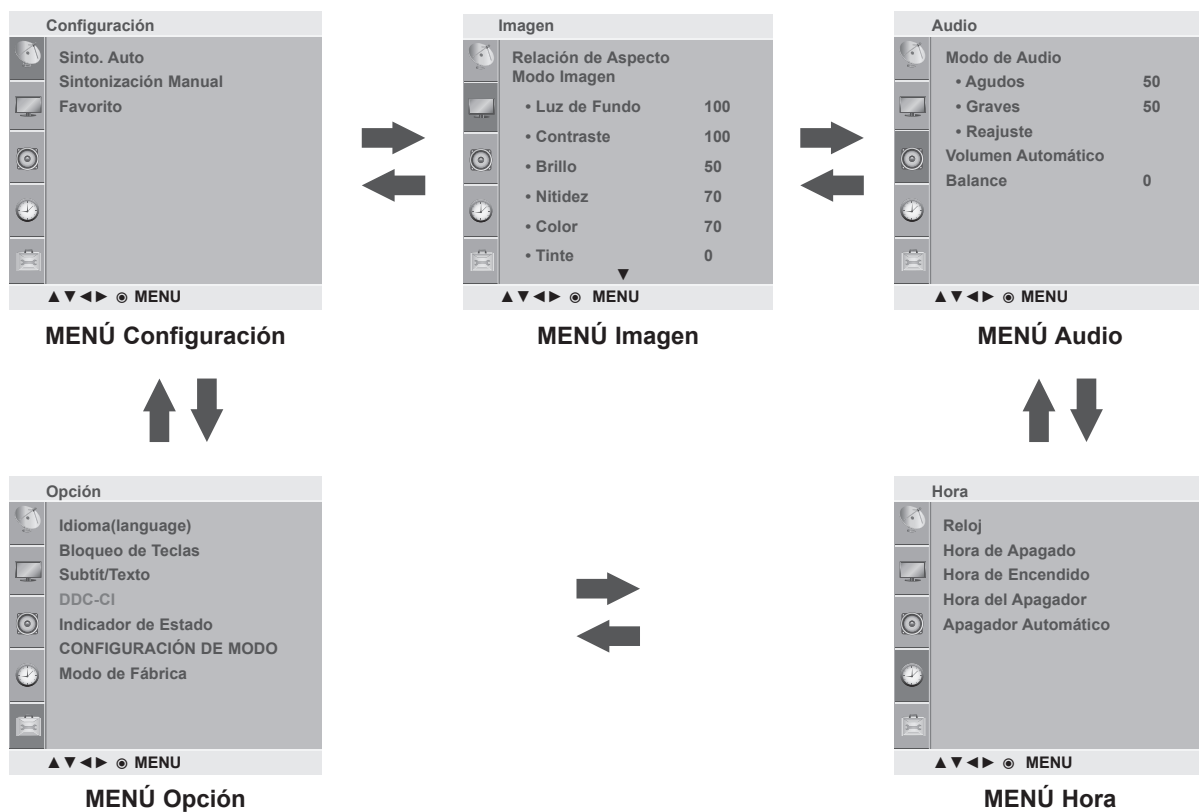 Configuración
Sinto. Auto
Sintonización Manual
Favorito
▲▼◄► ◉ MENU
MENÚ Configuración
Imagen
Relación de Aspecto
Modo Imagen
• Luz de Fundo 100
• Contraste 100
• Brillo 50
• Nitidez 70
• Color 70
• Tinte 0
▼
▲▼◄► ◉ MENU
MENÚ Imagen
Audio
Modo de Audio
• Agudos 50
• Graves 50
• Reajuste
Volumen Automático
Balance 0
▲▼◄► ◉ MENU
MENÚ Audio
Opción
Idioma(language)
Bloqueo de Teclas
Subtít/Texto
DDC-CI
Indicador de Estado
CONFIGURACIÓN DE MODO
Modo de Fábrica
▲▼◄► ◉ MENU
MENÚ Opción
Hora
Reloj
Hora de Apagado
Hora de Encendido
Hora del Apagador
Apagador Automático
▲▼◄► ◉ MENU
MENÚ Hora